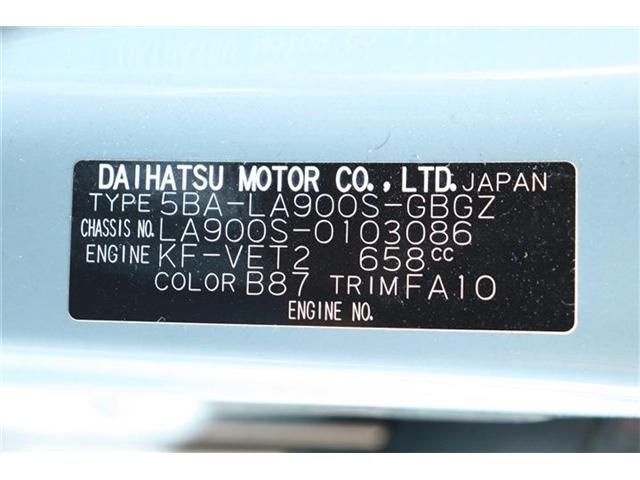 DAIHATSU MOTOR CO., LTD. JAPAN
TYPE 5BA-LA900S-GBGZ
CHASSIS NO. LA900S-0103086
ENGINE KF-VET2 658CC
COLOR B87 TRIM FA10
ENGINE NO.